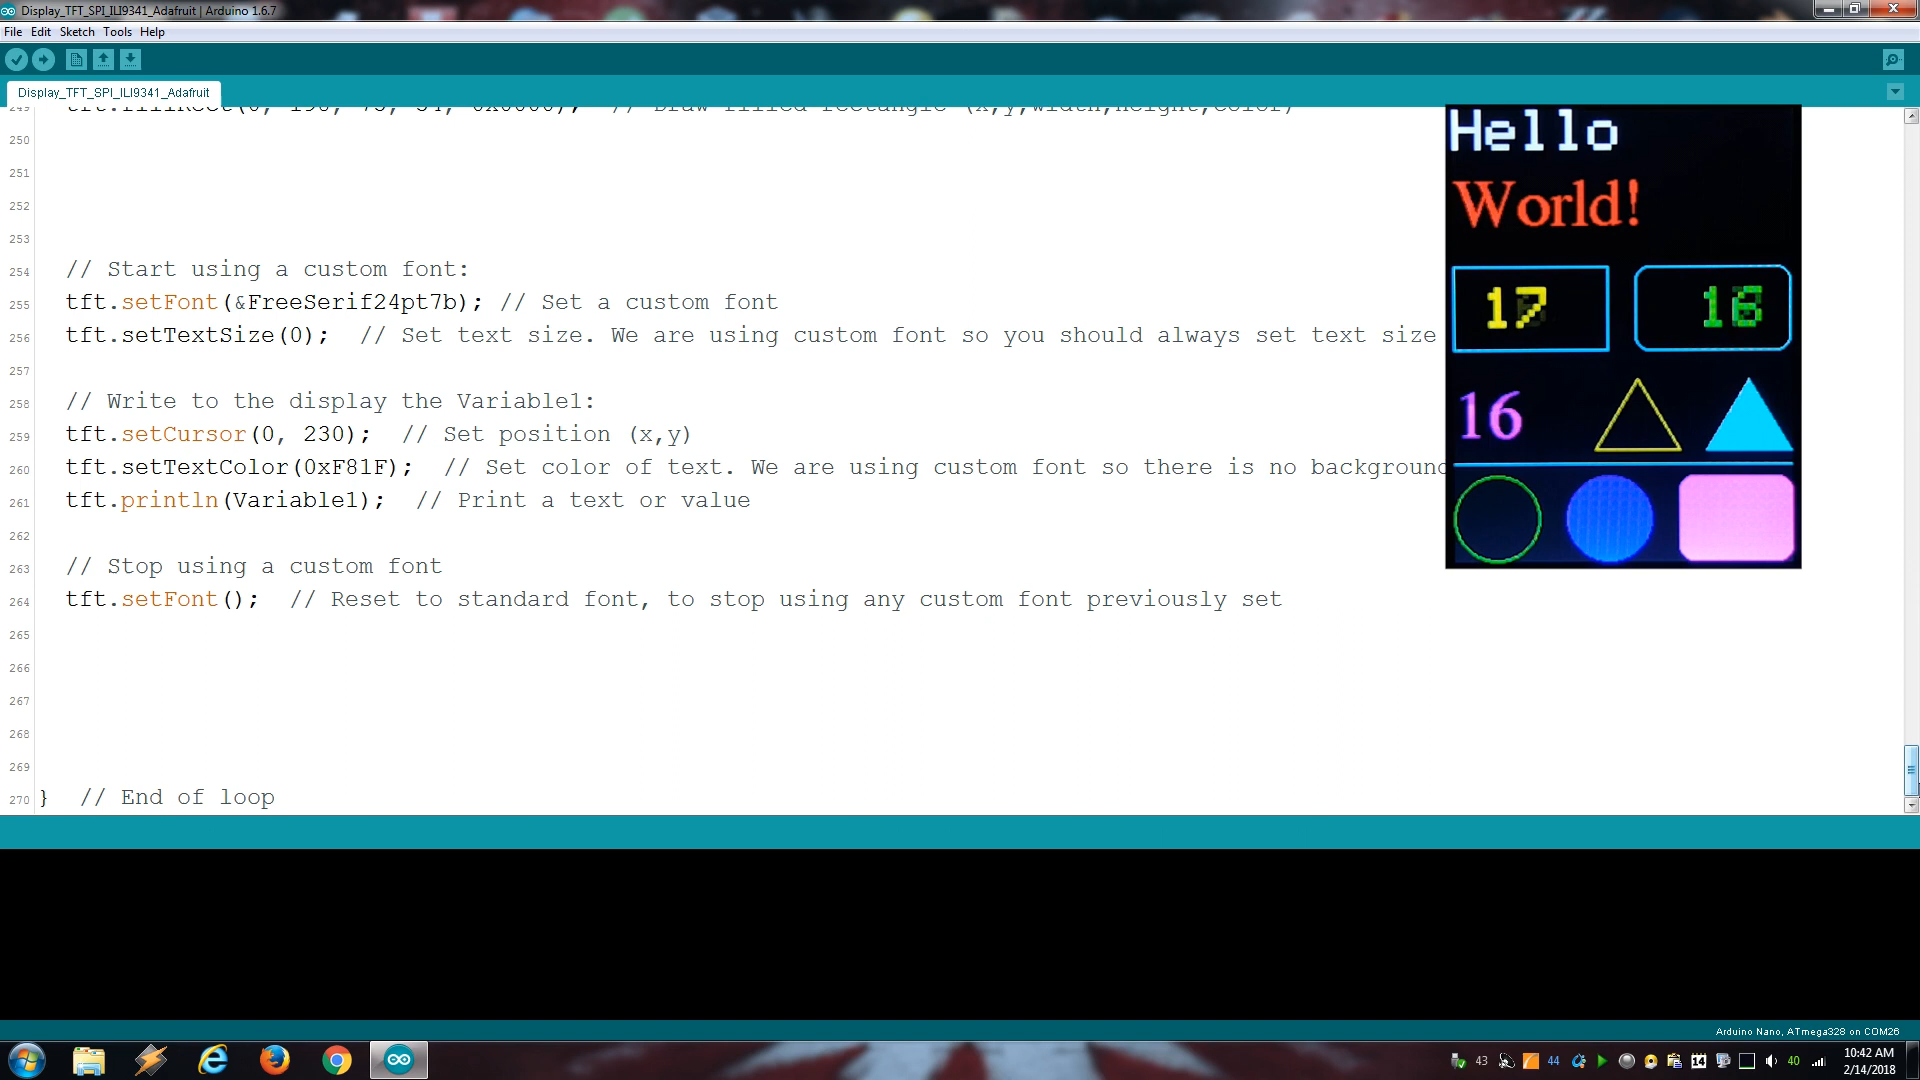 Display_TFT_SPI_ILI9341_Adafruit | Arduino 1.6.7
File Edit Sketch Tools Help
Display_TFT_SPI_ILI9341_Adafruit
250
251
252
253
254 // Start using a custom font:
255 tft.setFont(&FreeSerif24pt7b); // Set a custom font
256 tft.setTextSize(0); // Set text size. We are using custom font so you should always set text size
257
258 // Write to the display the Variable1:
259 tft.setCursor(0, 230); // Set position (x,y)
260 tft.setTextColor(0xF81F); // Set color of text. We are using custom font so there is no background
261 tft.println(Variable1); // Print a text or value
262
263 // Stop using a custom font
264 tft.setFont(); // Reset to standard font, to stop using any custom font previously set
265
266
267
268
269
270 } // End of loop
Hello
World!
17
16
Arduino Nano, ATmega328 on COM26
43 44 14 40
10:42 AM
2/14/2018